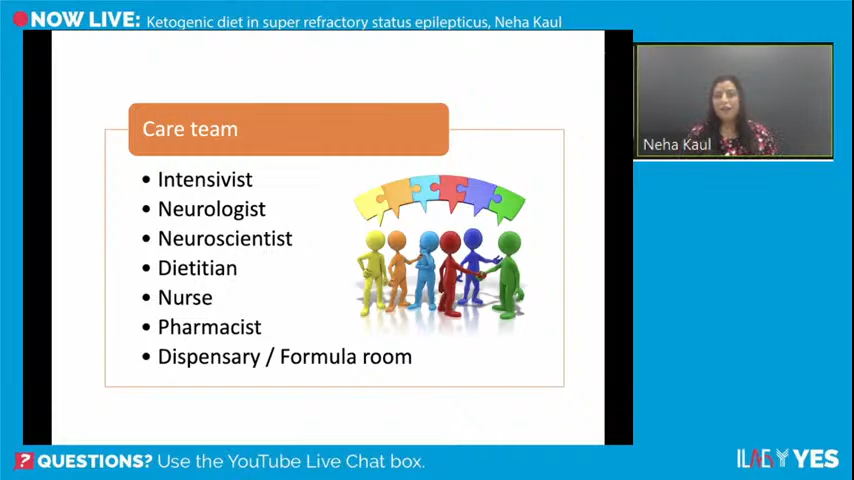 NOW LIVE: Ketogenic diet in super refractory status epilepticus, Neha Kaul
Care team
• Intensivist
• Neurologist
• Neuroscientist
• Dietitian
• Nurse
• Pharmacist
• Dispensary / Formula room
Neha Kaul
? QUESTIONS? Use the YouTube Live Chat box.
ILAE YES